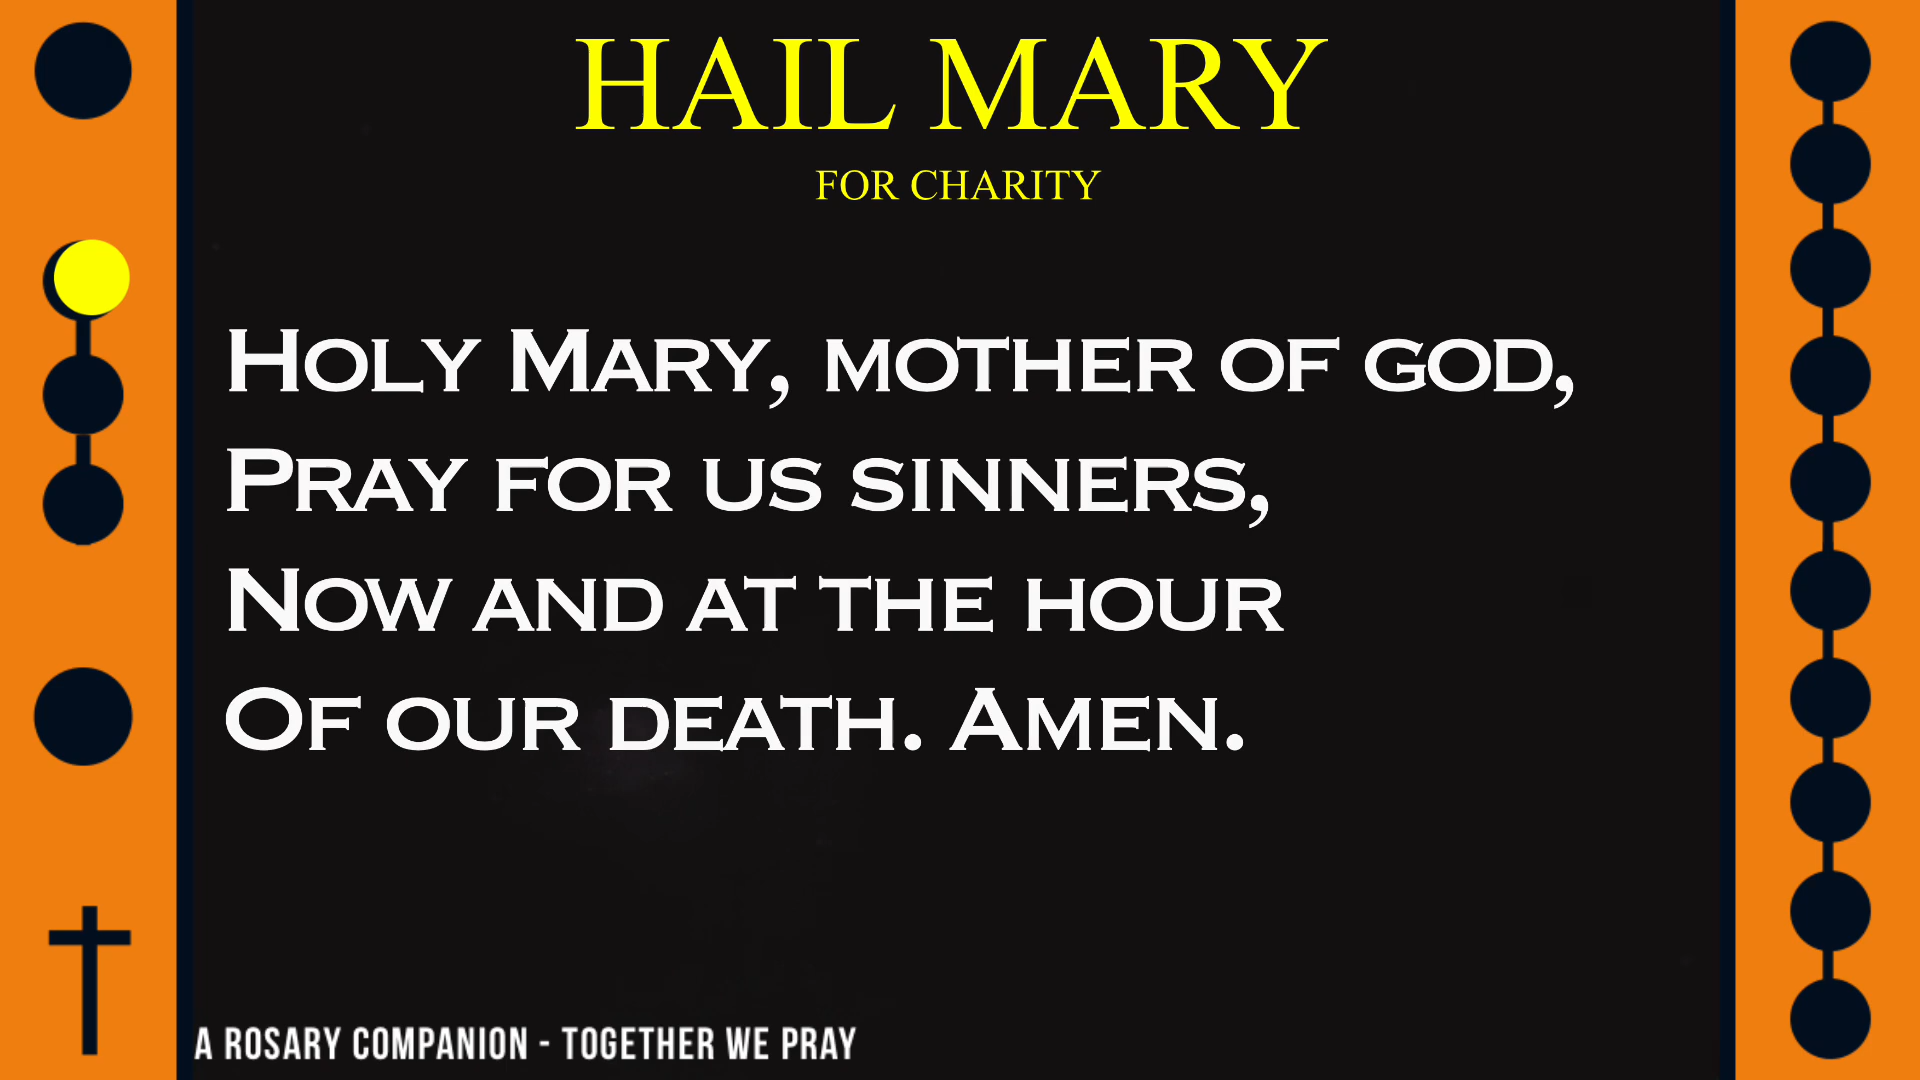 HAIL MARY
FOR CHARITY
Holy Mary, mother of god,
Pray for us sinners,
Now and at the hour
Of our death. Amen.
A ROSARY COMPANION - TOGETHER WE PRAY